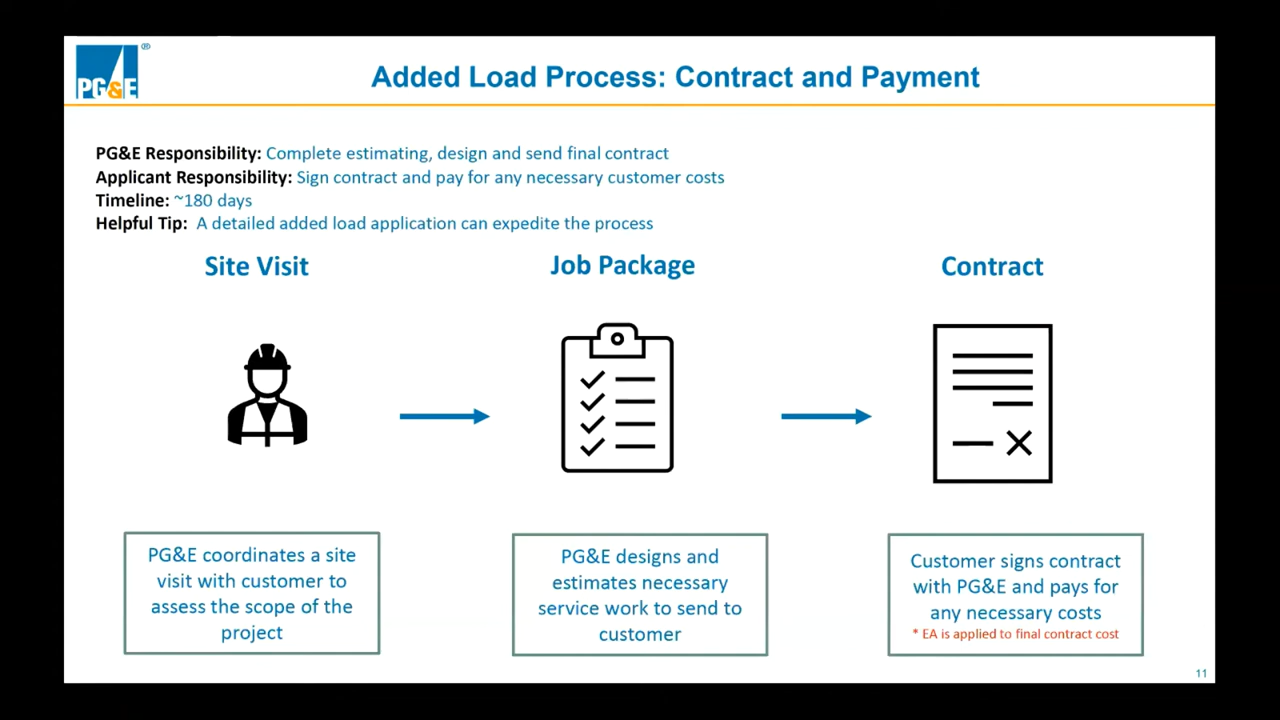 PG&E
®
Added Load Process: Contract and Payment
PG&E Responsibility: Complete estimating, design and send final contract
Applicant Responsibility: Sign contract and pay for any necessary customer costs
Timeline: ~180 days
Helpful Tip: A detailed added load application can expedite the process
Site Visit
Job Package
Contract
PG&E coordinates a site
visit with customer to
assess the scope of the
project
PG&E designs and
estimates necessary
service work to send to
customer
Customer signs contract
with PG&E and pays for
any necessary costs
* EA is applied to final contract cost
11